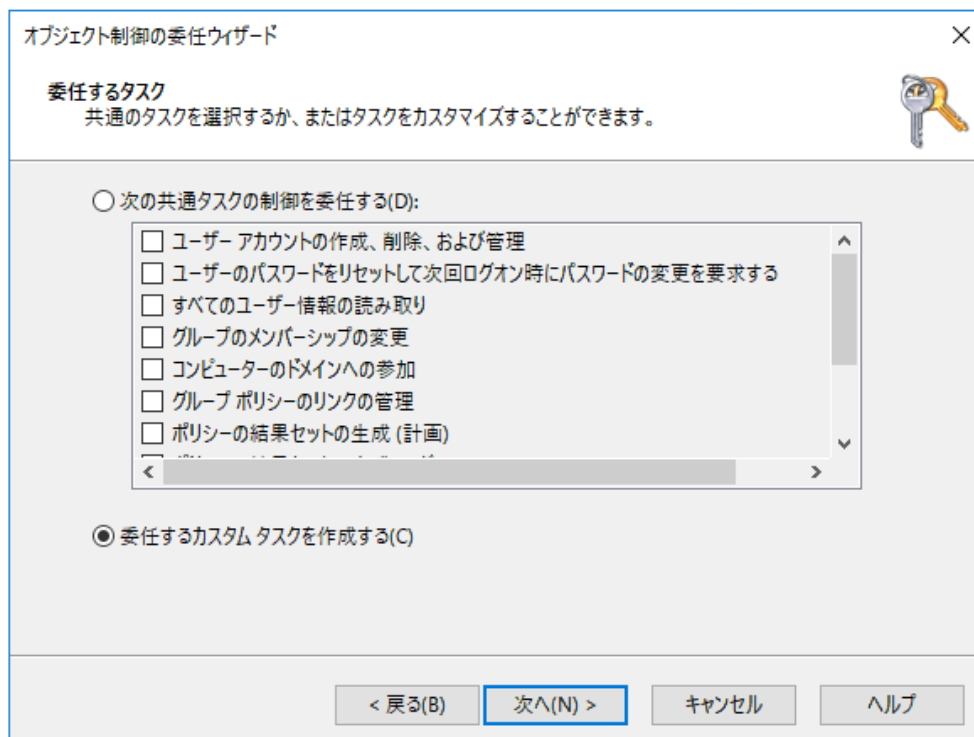 オブジェクト制御の委任ウィザード
委任するタスク
共通のタスクを選択するか、またはタスクをカスタマイズすることができます。
次の共通タスクの制御を委任する(D):
ユーザー アカウントの作成、削除、および管理
ユーザーのパスワードをリセットして次回ログオン時にパスワードの変更を要求する
すべてのユーザー情報の読み取り
グループのメンバーシップの変更
コンピューターのドメインへの参加
グループ ポリシーのリンクの管理
ポリシーの結果セットの生成 (計画)
委任するカスタム タスクを作成する(C)
< 戻る(B)
次へ(N) >
キャンセル
ヘルプ